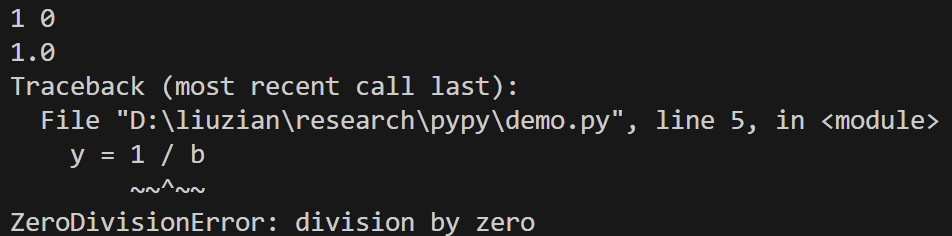 1 0
1.0
Traceback (most recent call last):
  File "D:\liuzian\research\pypy\demo.py", line 5, in <module>
    y = 1 / b
        ~~^~~
ZeroDivisionError: division by zero